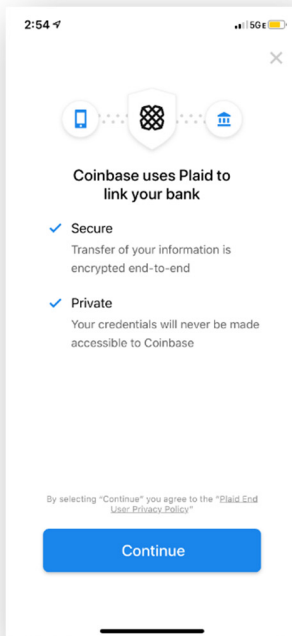 2:54
5GE
Coinbase uses Plaid to
link your bank
Secure
Transfer of your information is
encrypted end-to-end
Private
Your credentials will never be made
accessible to Coinbase
By selecting “Continue” you agree to the “Plaid End
User Privacy Policy”
Continue